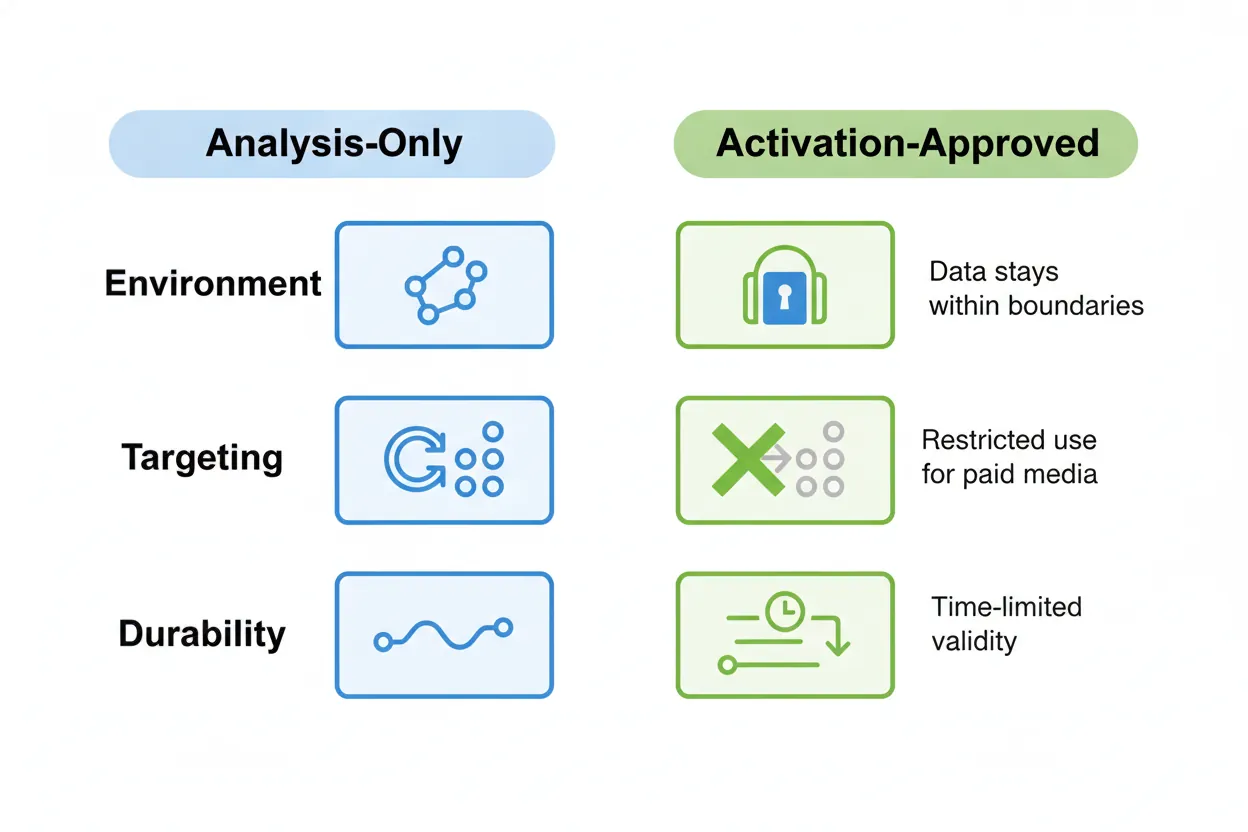 Analysis-Only
Activation-Approved
Environment
Data stays
within boundaries
Targeting
Restricted use
for paid media
Durability
Time-limited
validity